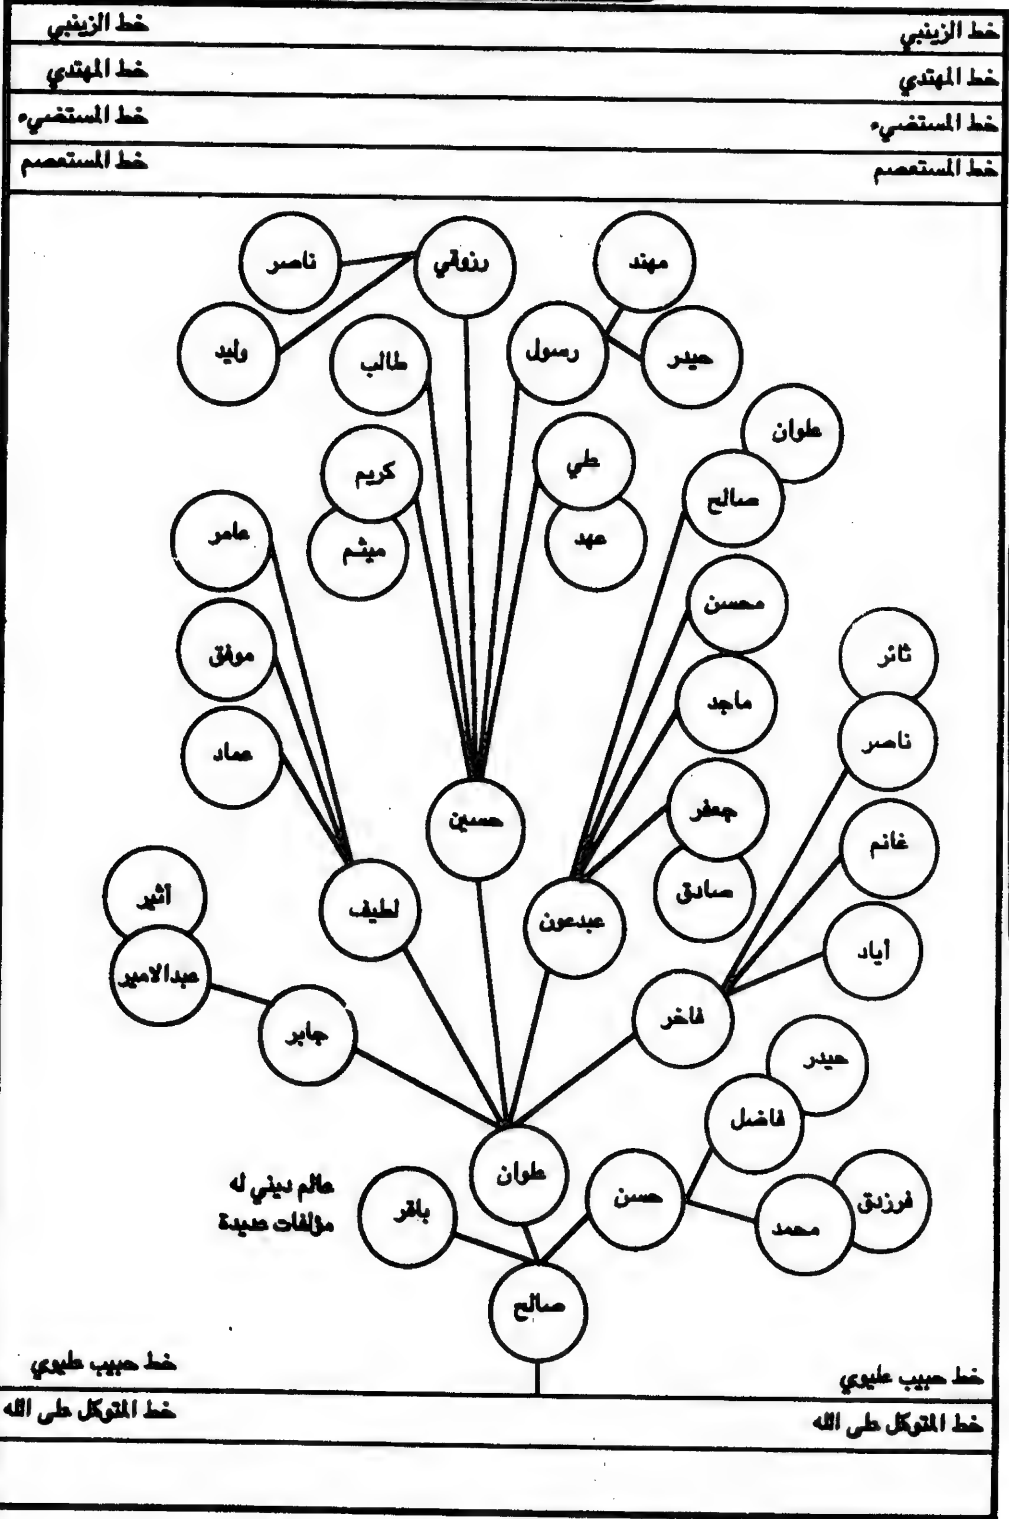 خط الزينبي
خط الزينبي
خط المهتدي
خط المهتدي
خط المستضيء
خط المستضيء
خط المستعصم
خط المستعصم
مهند
رزوقي
ناصر
حيدر
رسول
طالب
وليد
علوان
صالح
علي
كريم
عامر
عهد
ميثم
محسن
ثائر
موفق
ماجد
ناصر
عماد
جعفر
حسين
غانم
صادق
أثير
عبدعون
لطيف
أياد
عبدالامير
فاخر
جابر
حيدر
فاضل
علوان
حسن
فرزدق
محمد
باقر
عالم ديني له
مؤلفات عديدة
صالح
خط حبيب عليوي
خط حبيب عليوي
خط المتوكل على الله
خط المتوكل على الله